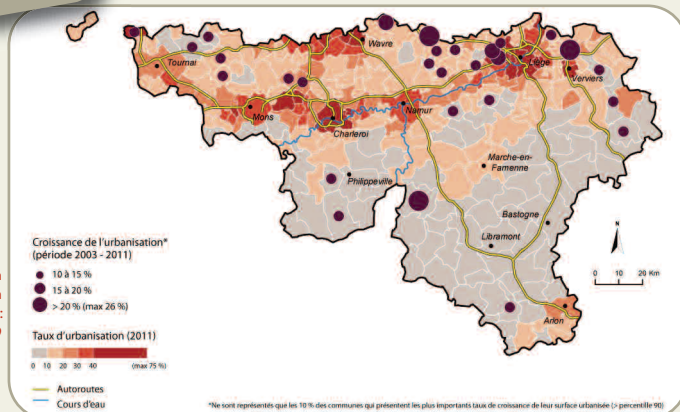 Wavre
Tournai
Liège
Verviers
Mons
Namur
Charleroi
Marche-en-
Famenne
Philippeville
Bastogne
Libramont
N
Croissance de l'urbanisation*
(période 2003 - 2011)
10 à 15 %
15 à 20 %
> 20 % (max 26 %)
0 10 20 Km
Taux d'urbanisation (2011)
Arlon
0 10 20 30 40 (max 75 %)
Autoroutes
Cours d'eau
*Ne sont représentés que les 10 % des communes qui présentent les plus importants taux de croissance de leur surface urbanisée (> percentile 90)